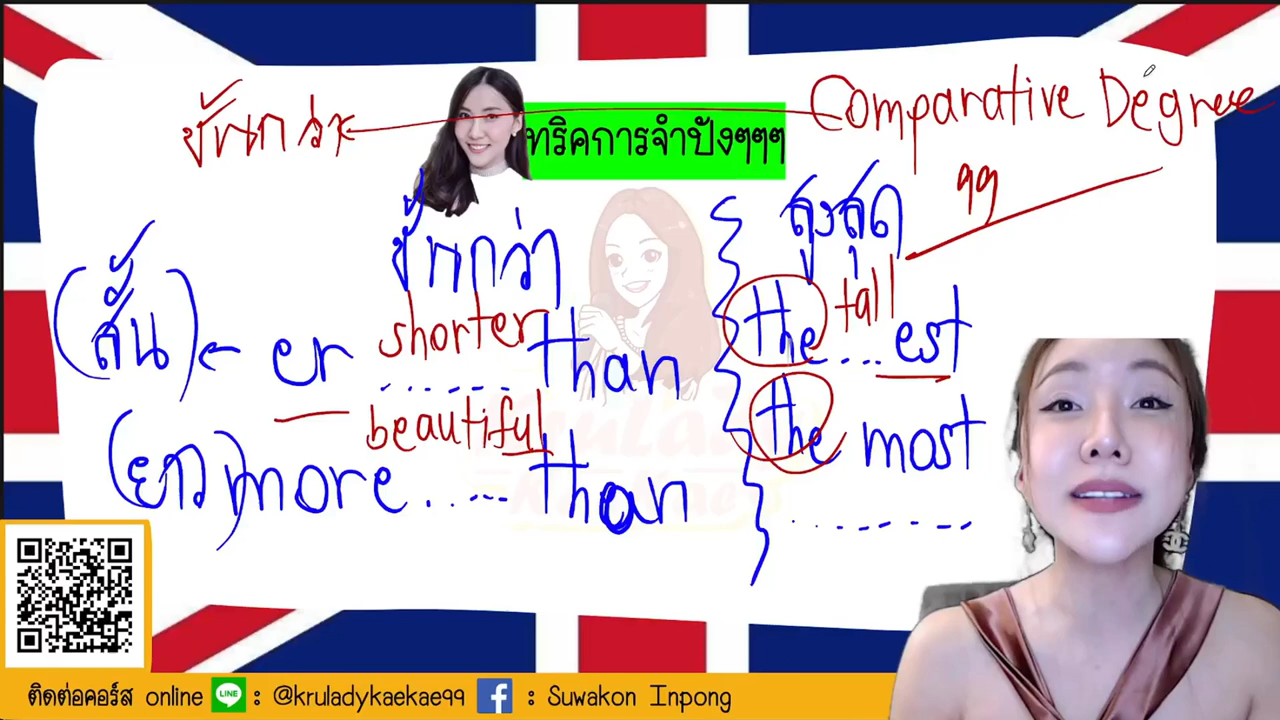 ขั้นกว่า
ทริคการจำปังๆๆๆ
Comparative Degree
ขั้นกว่า
สูงสุด
99
(สั้น) ← er shorter than
the tall est
(ยาว) more beautiful than
the most
ติดต่อคอร์ส online LINE : @kruladykaekae99 f : Suwakon Inpong